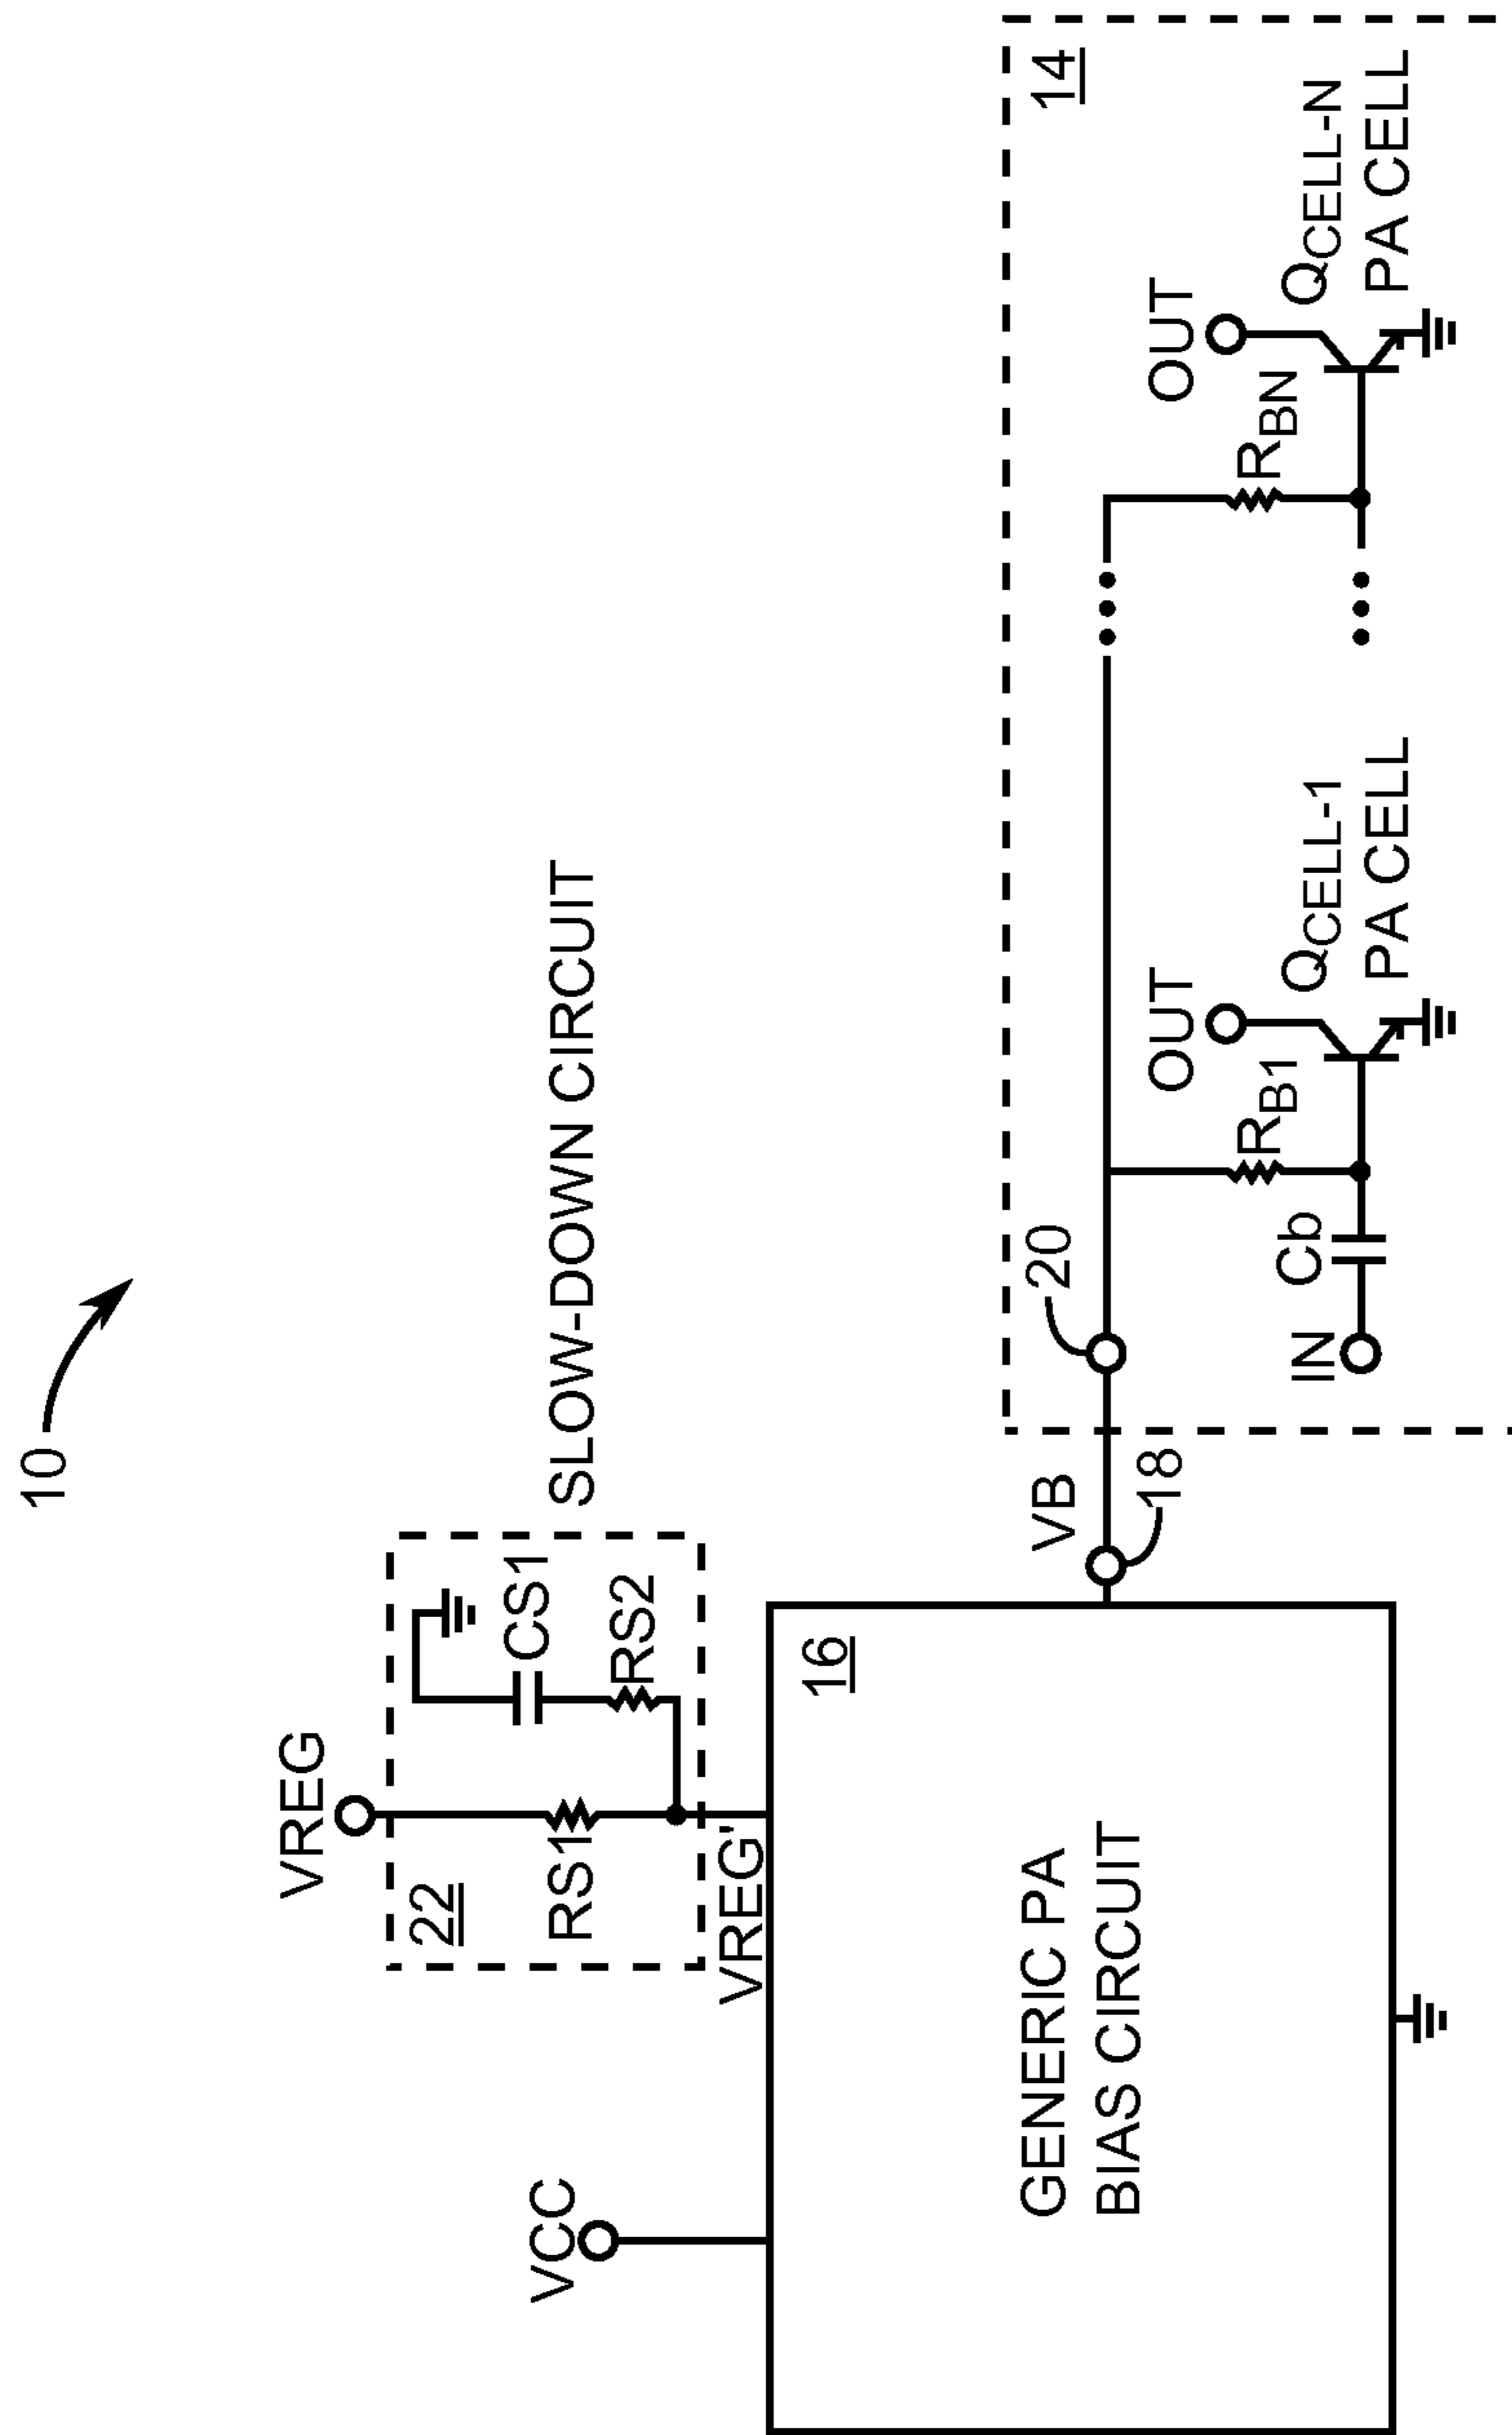 10
VREG
22
RS1
CS1
RS2
SLOW-DOWN CIRCUIT
VCC
VREG'
16
GENERIC PA
BIAS CIRCUIT
VB
18
20
14
OUT
RB1
Cb
IN
QCELL-1
PA CELL
OUT
RBN
QCELL-N
PA CELL